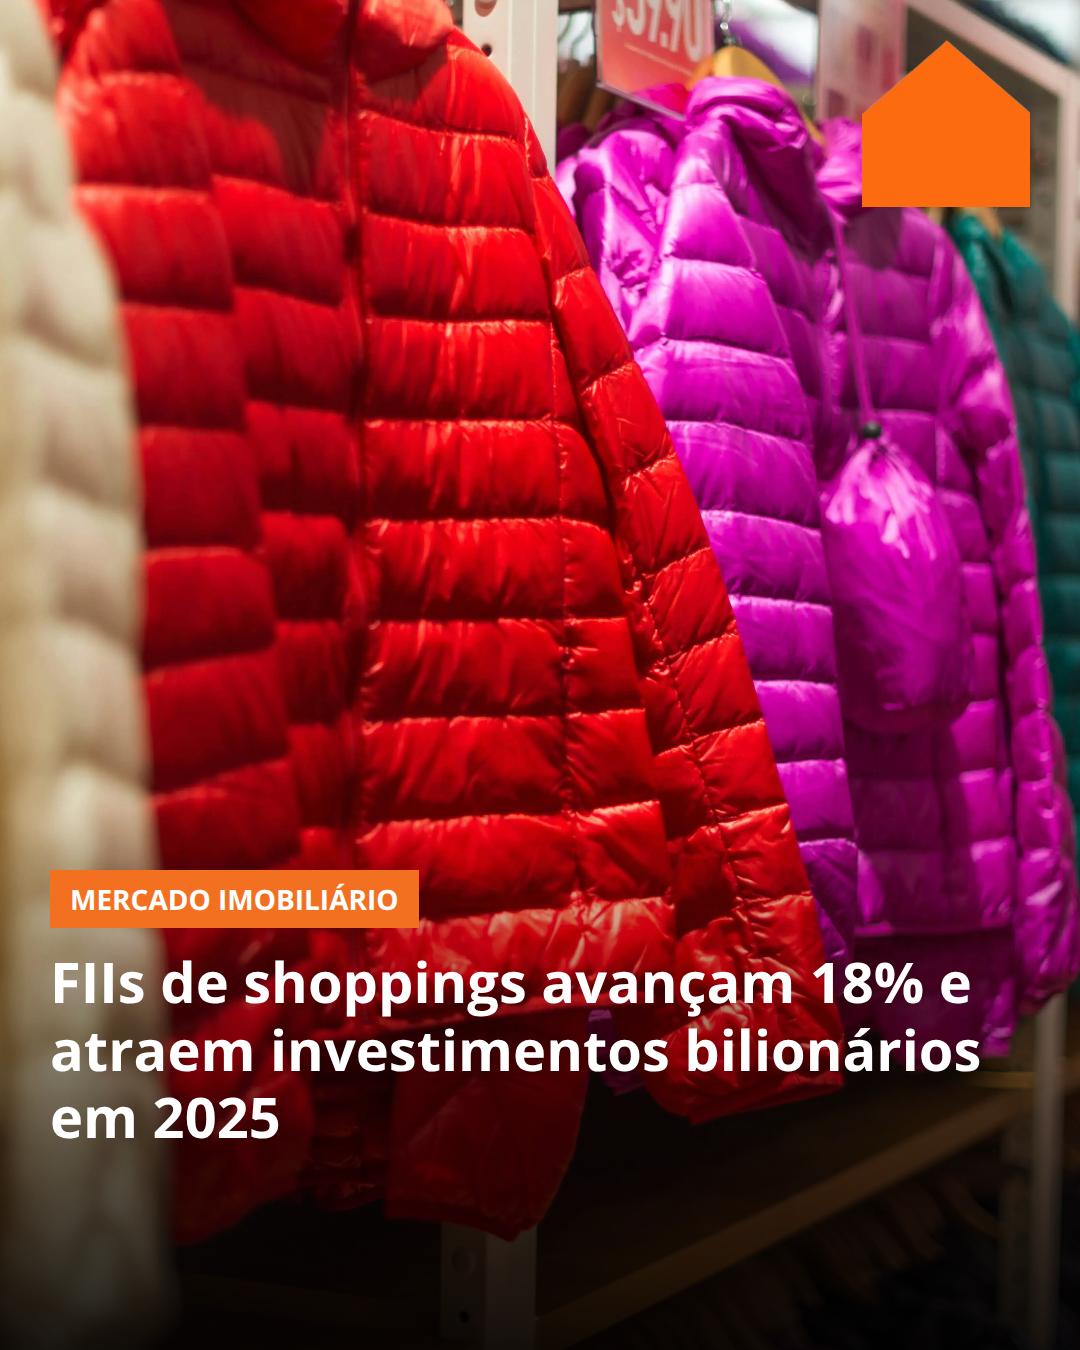 MERCADO IMOBILIÁRIO
FIIs de shoppings avançam 18% e
atraem investimentos bilionários
em 2025